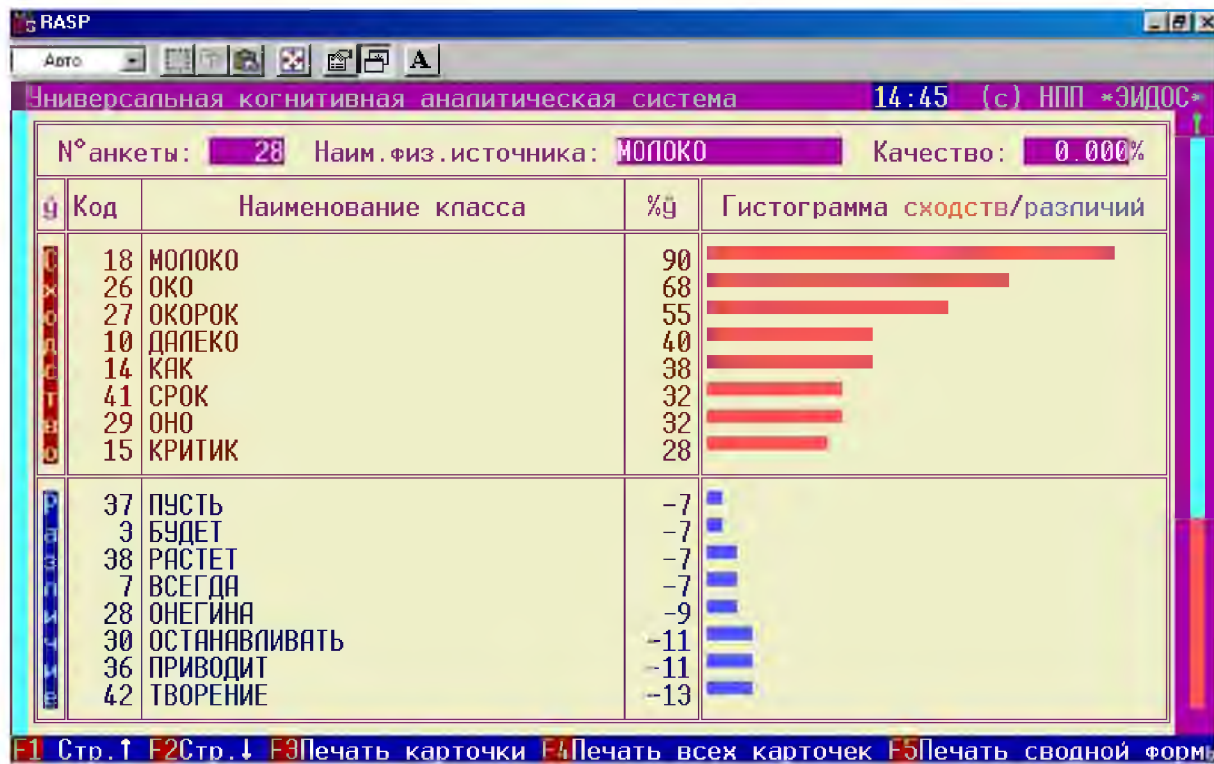 RASP
Авто
A
Универсальная когнитивная аналитическая система 14:45 (c) НПП *ЭЙДОС*
N°анкеты: 28 Наим.физ.источника: МОЛОКО Качество: 0.000%
ÿ Код Наименование класса %ÿ Гистограмма сходств/различий
Сходство
18 МОЛОКО 90
26 ОКО 68
27 ОКОРОК 55
10 ДАЛЕКО 40
14 КАК 38
41 СРОК 32
29 ОНО 32
15 КРИТИК 28
Различие
37 ПУСТЬ -7
3 БУДЕТ -7
38 РАСТЕТ -7
7 ВСЕГДА -7
28 ОНЕГИНА -9
30 ОСТАНАВЛИВАТЬ -11
36 ПРИВОДИТ -11
42 ТВОРЕНИЕ -13
F1 Стр.↑ F2Стр.↓ F3Печать карточки F4Печать всех карточек F5Печать сводной формы